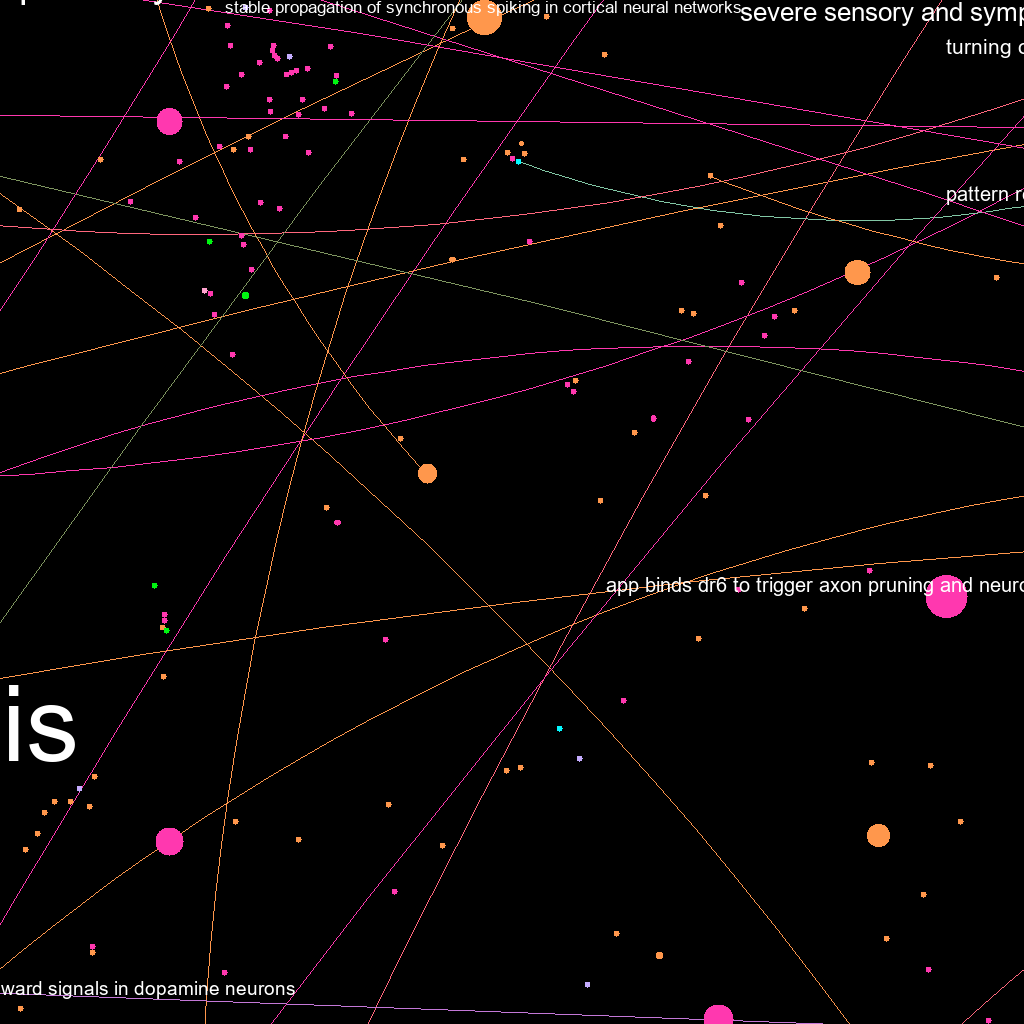 stable propagation of synchronous spiking in cortical neural networks
severe sensory and symp
turning
pattern
app binds dr6 to trigger axon pruning and neuro
is
ward signals in dopamine neurons